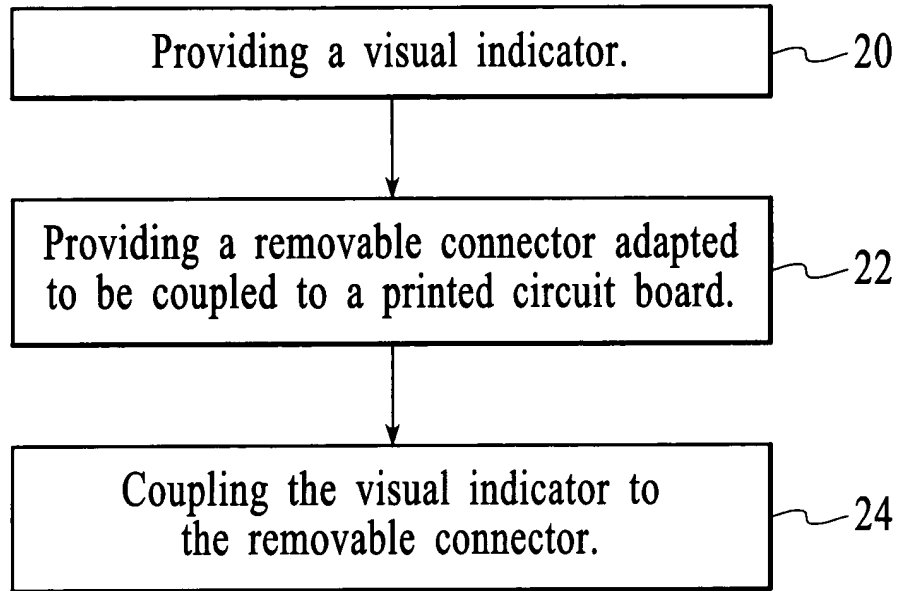 Providing a visual indicator.
20
Providing a removable connector adapted
to be coupled to a printed circuit board.
22
Coupling the visual indicator to
the removable connector.
24